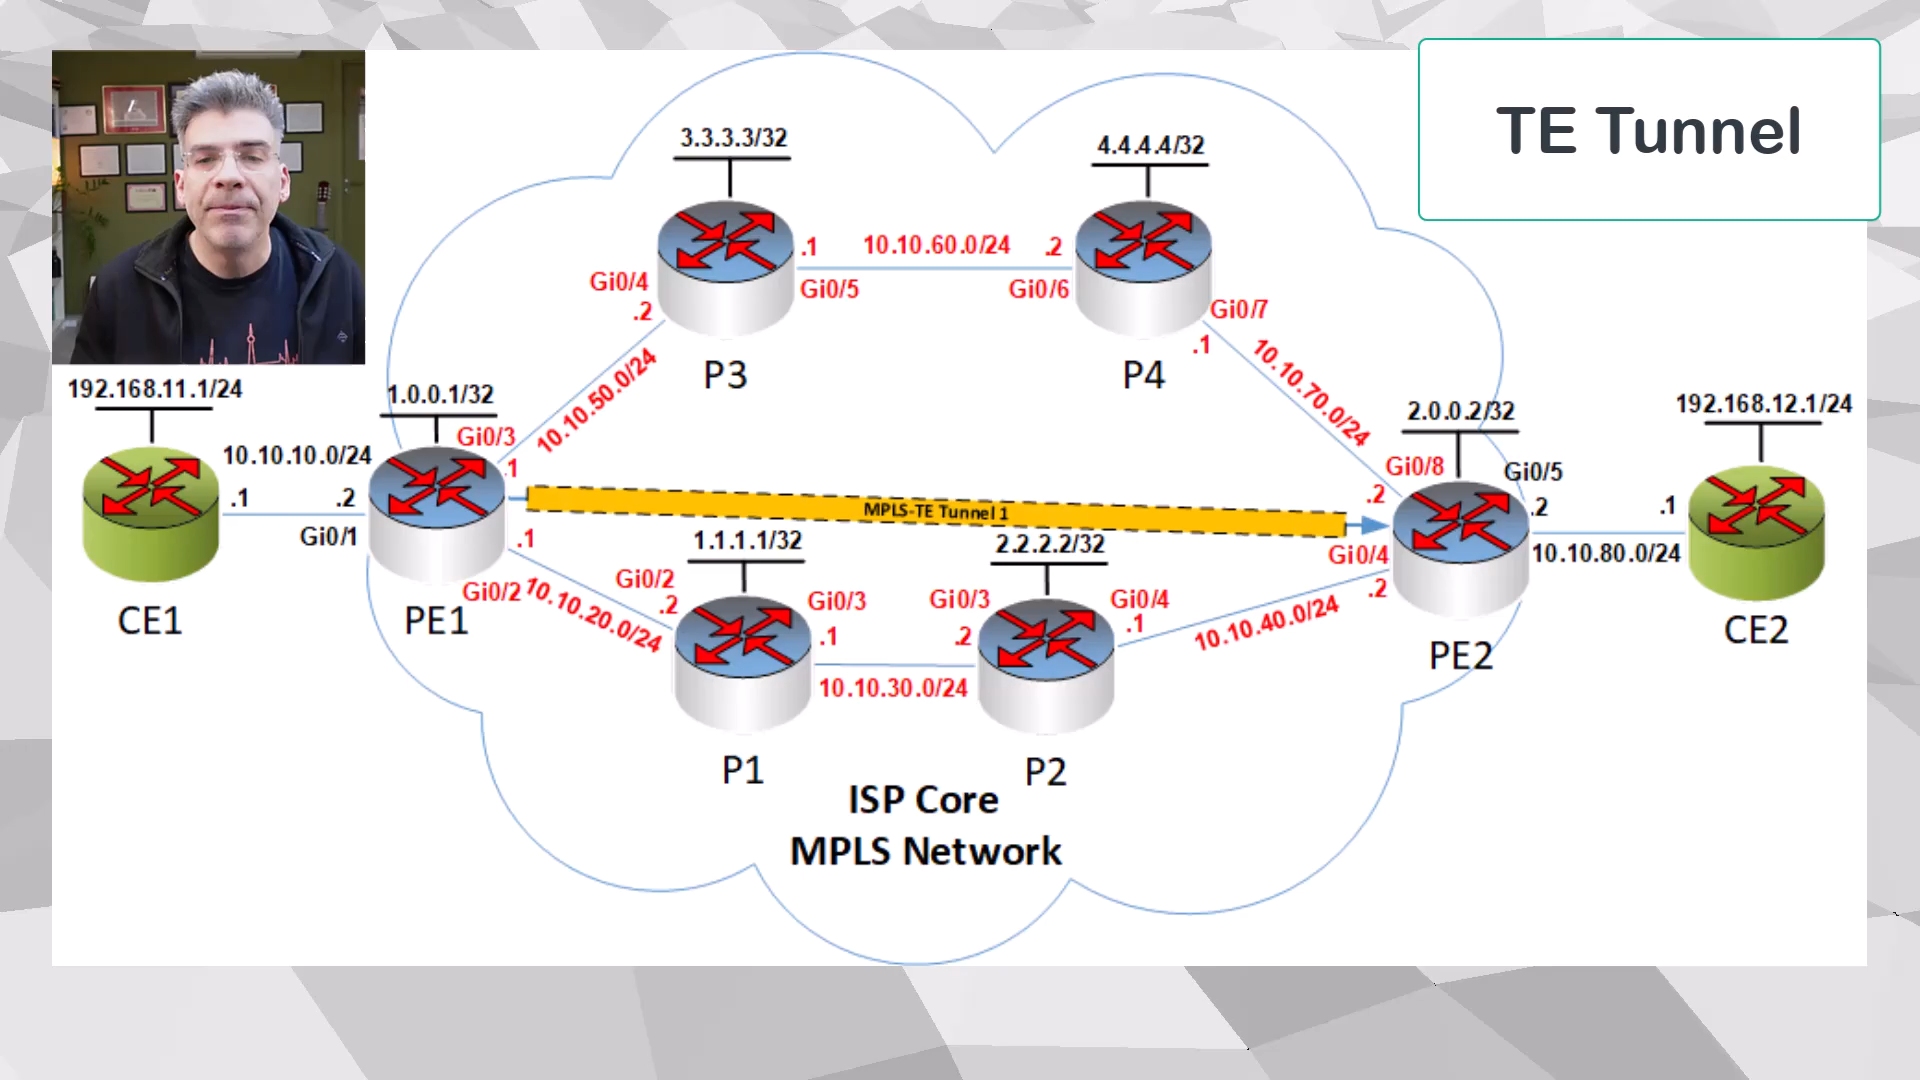 TE Tunnel
3.3.3.3/32
4.4.4.4/32
.1
10.10.60.0/24
.2
Gi0/4
Gi0/5
Gi0/6
Gi0/7
.2
.1
10.10.50.0/24
P3
P4
10.10.70.0/24
192.168.11.1/24
1.0.0.1/32
2.0.0.2/32
192.168.12.1/24
Gi0/3
10.10.10.0/24
.1
Gi0/8
Gi0/5
.1
.2
.2
.2
.1
MPLS-TE Tunnel 1
Gi0/1
.1
1.1.1.1/32
2.2.2.2/32
Gi0/4
10.10.80.0/24
Gi0/2
10.10.20.0/24
Gi0/2
.2
Gi0/3
.1
Gi0/3
.2
Gi0/4
.1
10.10.40.0/24
.2
CE1
PE1
PE2
CE2
10.10.30.0/24
P1
P2
ISP Core
MPLS Network